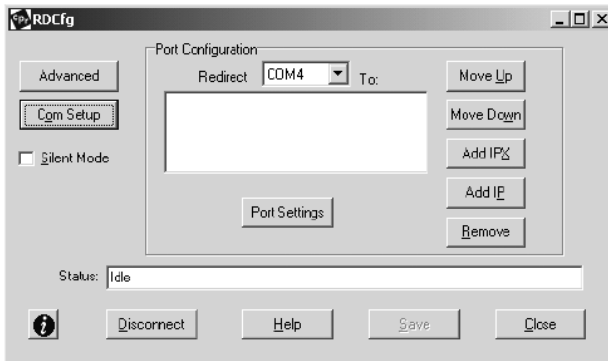 cpr RDCfg
Port Configuration
Advanced
Redirect COM4 To:
Move Up
Com Setup
Move Down
Silent Mode
Add IPX
Add IP
Port Settings
Remove
Status: Idle
Disconnect Help Save Close